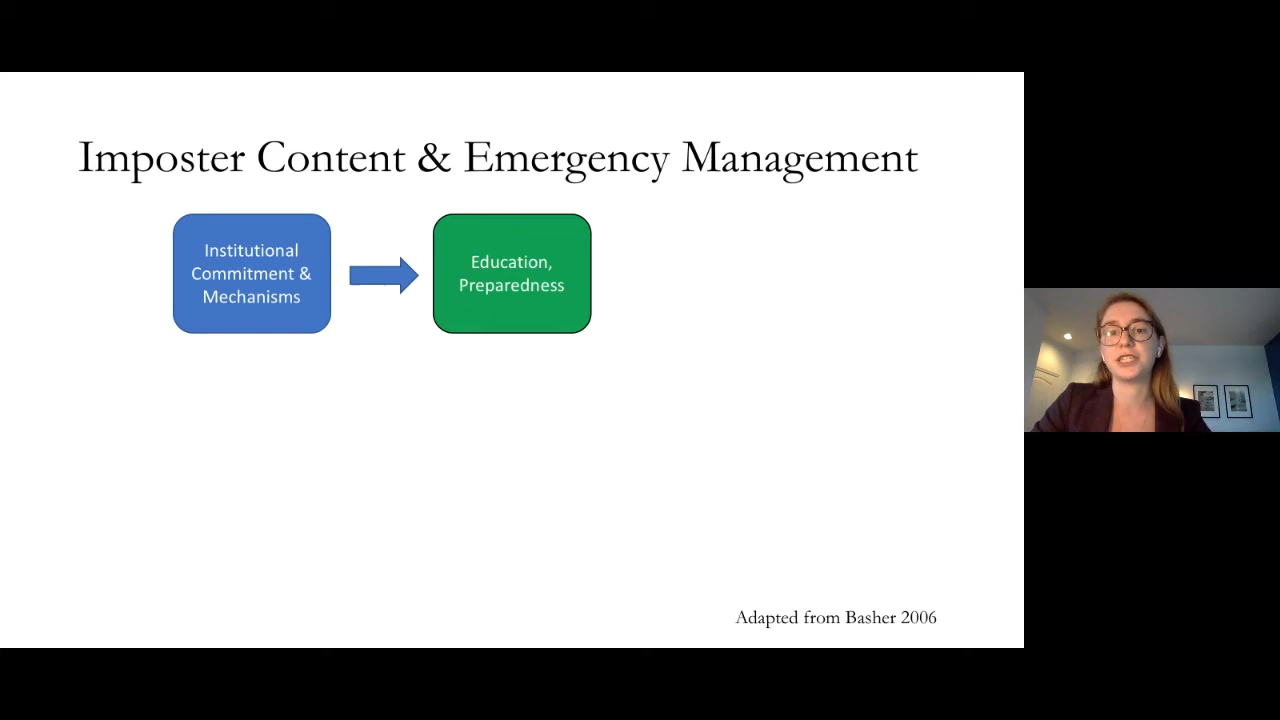 Imposter Content & Emergency Management
Institutional
Commitment &
Mechanisms
Education,
Preparedness
Adapted from Basher 2006